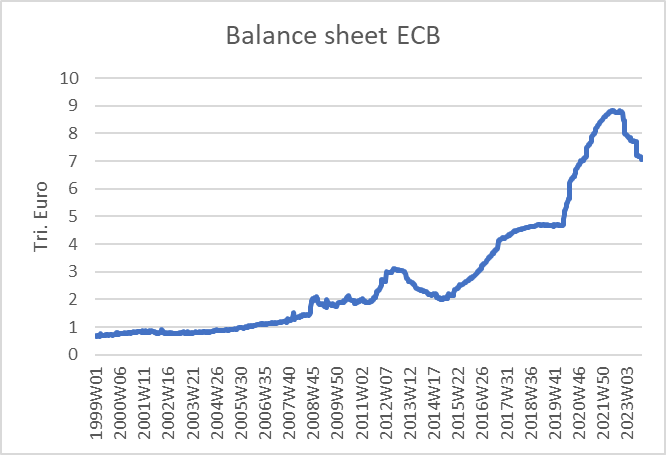 Balance sheet ECB
Tri. Euro
10
9
8
7
6
5
4
3
2
1
0
1999W01
2000W06
2001W11
2002W16
2003W21
2004W26
2005W30
2006W35
2007W40
2008W45
2009W50
2011W02
2012W07
2013W12
2014W17
2015W22
2016W26
2017W31
2018W36
2019W41
2020W46
2021W50
2023W03